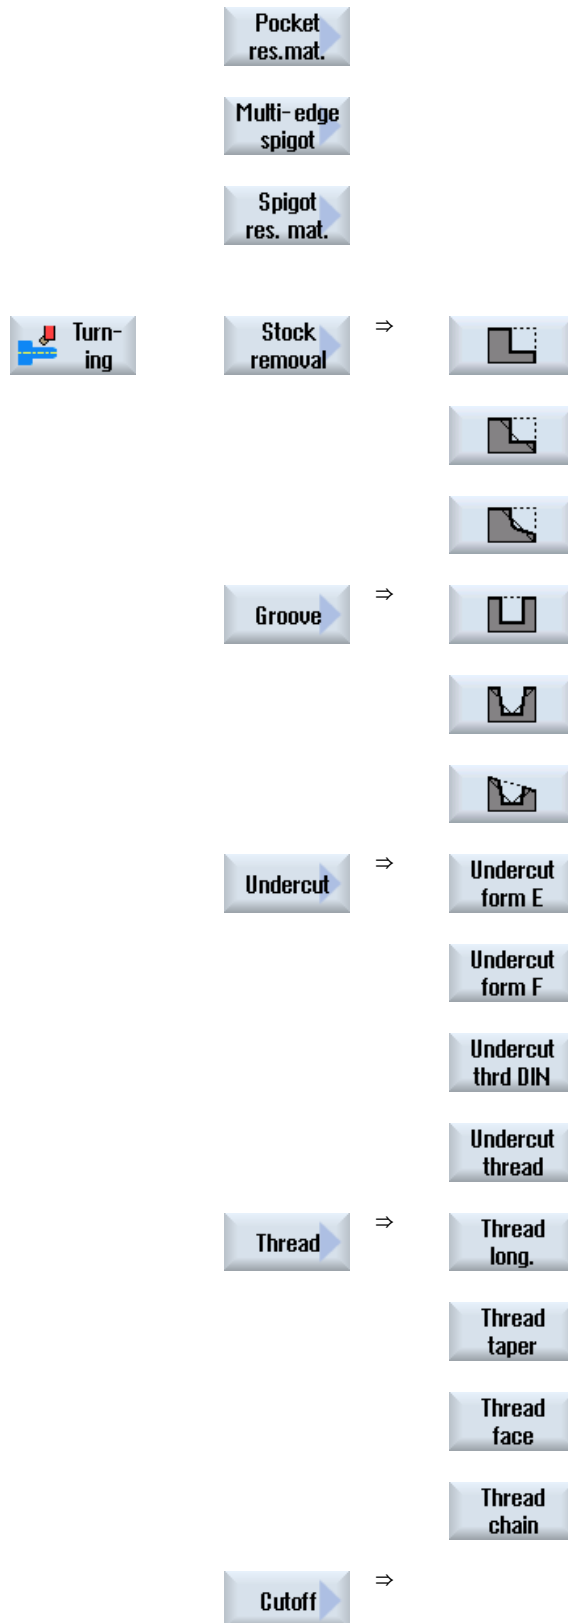 Pocket
res.mat.
Multi-edge
spigot
Spigot
res. mat.
Turn-
ing
Stock
removal
⇒
Groove
⇒
Undercut
⇒
Undercut
form E
Undercut
form F
Undercut
thrd DIN
Undercut
thread
Thread
⇒
Thread
long.
Thread
taper
Thread
face
Thread
chain
Cutoff
⇒